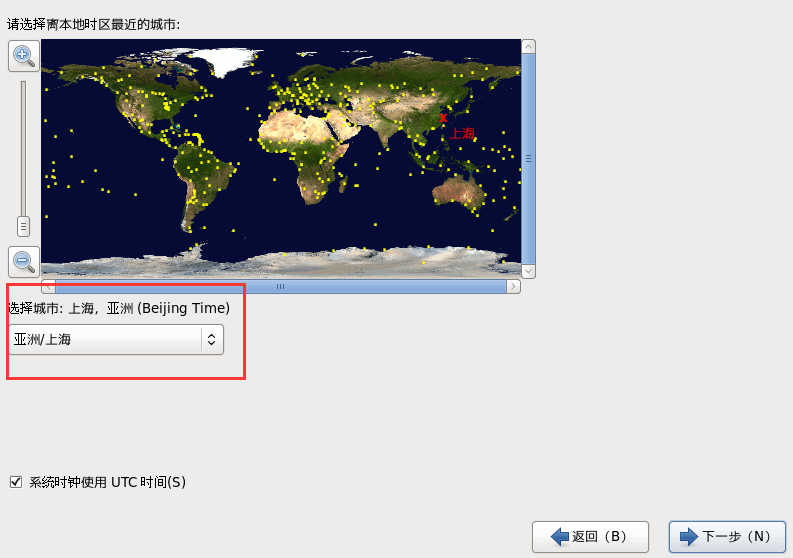 请选择离本地时区最近的城市:
上海
选择城市: 上海, 亚洲 (Beijing Time)
亚洲/上海
系统时钟使用 UTC 时间(S)
返回（B）
下一步（N）